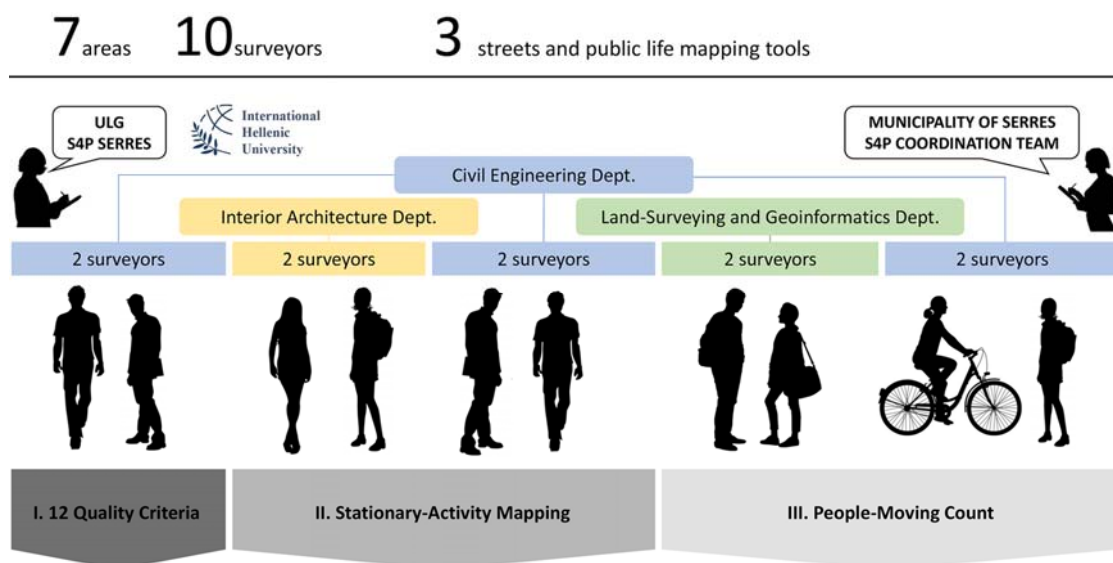 7 areas 10 surveyors 3 streets and public life mapping tools
ULG
S4P SERRES
International
Hellenic
University
MUNICIPALITY OF SERRES
S4P COORDINATION TEAM
Civil Engineering Dept.
Interior Architecture Dept.
Land-Surveying and Geoinformatics Dept.
2 surveyors
2 surveyors
2 surveyors
2 surveyors
2 surveyors
I. 12 Quality Criteria
II. Stationary-Activity Mapping
III. People-Moving Count